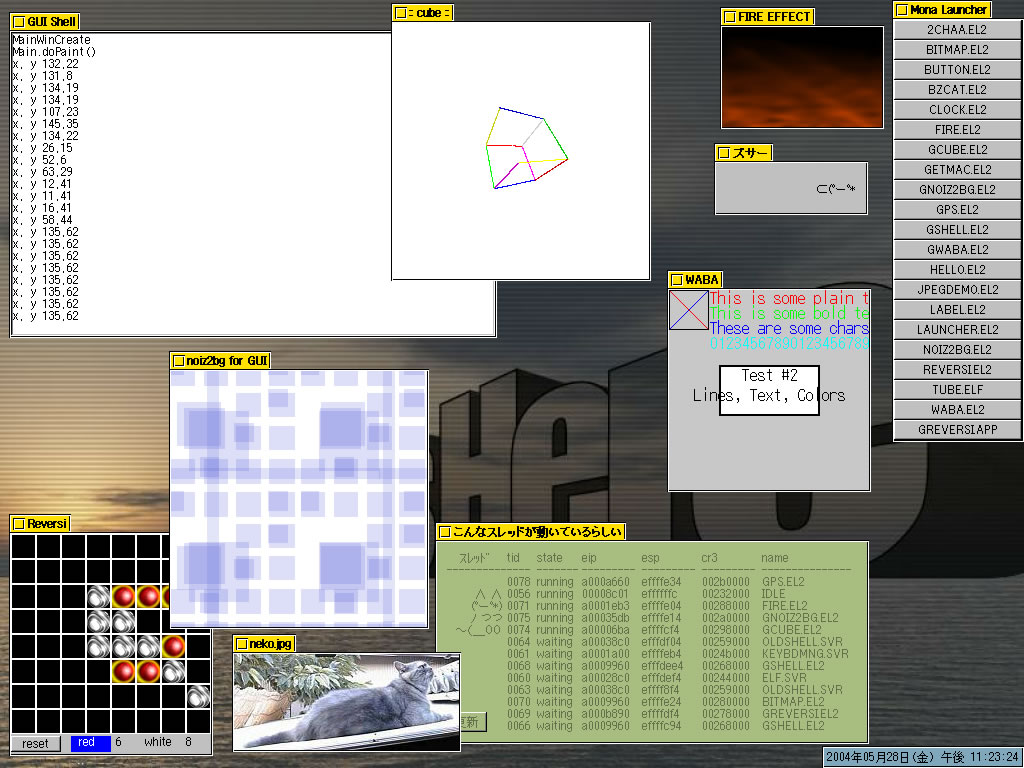 GUI Shell
MainWinCreate
Main.doPaint()
x, y 132,22
x, y 131,8
x, y 134,19
x, y 134,19
x, y 107,23
x, y 145,35
x, y 134,22
x, y 26,15
x, y 52,6
x, y 63,29
x, y 12,41
x, y 11,41
x, y 16,41
x, y 58,44
x, y 135,62
x, y 135,62
x, y 135,62
x, y 135,62
x, y 135,62
x, y 135,62
x, y 135,62
x, y 135,62
:: cube ::
FIRE EFFECT
ズサー
⊂(゚ー゚*
Mona Launcher
2CHAA.EL2
BITMAP.EL2
BUTTON.EL2
BZCAT.EL2
CLOCK.EL2
FIRE.EL2
GCUBE.EL2
GETMAC.EL2
GNOIZ2BG.EL2
GPS.EL2
GSHELL.EL2
GWABA.EL2
HELLO.EL2
JPEGDEMO.EL2
LABEL.EL2
LAUNCHER.EL2
NOIZ2BG.EL2
REVERSI.EL2
TUBE.ELF
WABA.EL2
GREVERSI.APP
WABA
This is some plain t
This is some bold te
These are some chars
01234567890123456789
Test #2
Lines, Text, Colors
noiz2bg for GUI
Reversi
reset red 6 white 8
neko.jpg
こんなスレッドが動いているらしい
ｽﾚｯﾄﾞ tid state eip esp cr3 name
0078 running a000a660 effffe34 002b0000 GPS.EL2
∧ ∧ 0056 running 00008c01 effffffc 00232000 IDLE
(*゚ー゚*) 0071 running a0001eb3 effffe04 00288000 FIRE.EL2
ﾉ つつ 0075 running a00035db effffe14 002a0000 GNOIZ2BG.EL2
～(__OO 0074 running a00006ba effffcf4 00298000 GCUBE.EL2
0064 waiting a00038c0 effffdf04 00259000 OLDSHELL.SVR
0061 waiting a0001a00 effffeb4 0024b000 KEYBDMNG.SVR
0068 waiting a0009960 efffdee4 00268000 GSHELL.EL2
0060 waiting a00028c0 efffdef4 00244000 ELF.SVR
0063 waiting a00038c0 effff8f4 00259000 OLDSHELL.SVR
0070 waiting a0009960 effffe24 00280000 BITMAP.EL2
0069 waiting a000b890 effffdf4 00278000 GREVERSI.EL2
0066 waiting a0009960 effffc94 00268000 GSHELL.EL2
更新
2004年05月28日(金) 午後 11:23:24